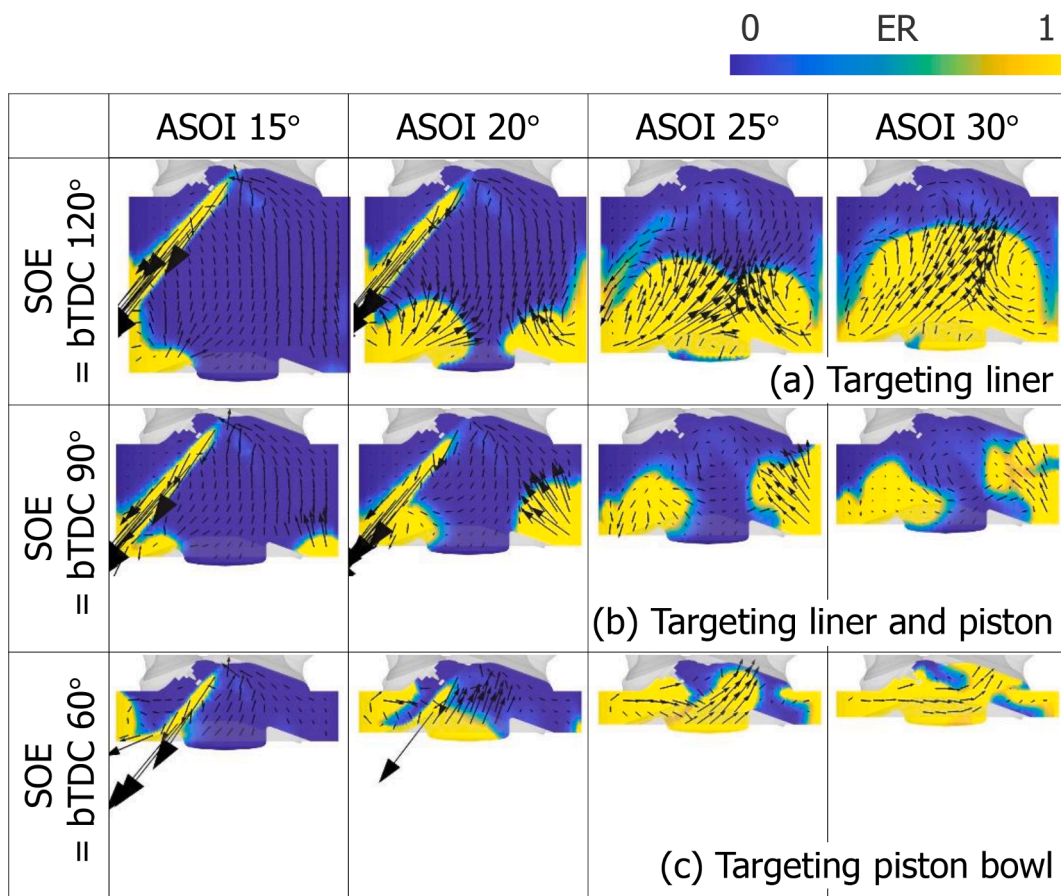 0 ER 1
ASOI 15° ASOI 20° ASOI 25° ASOI 30°
SOE
= bTDC 120°
(a) Targeting liner
SOE
= bTDC 90°
(b) Targeting liner and piston
SOE
= bTDC 60°
(c) Targeting piston bowl